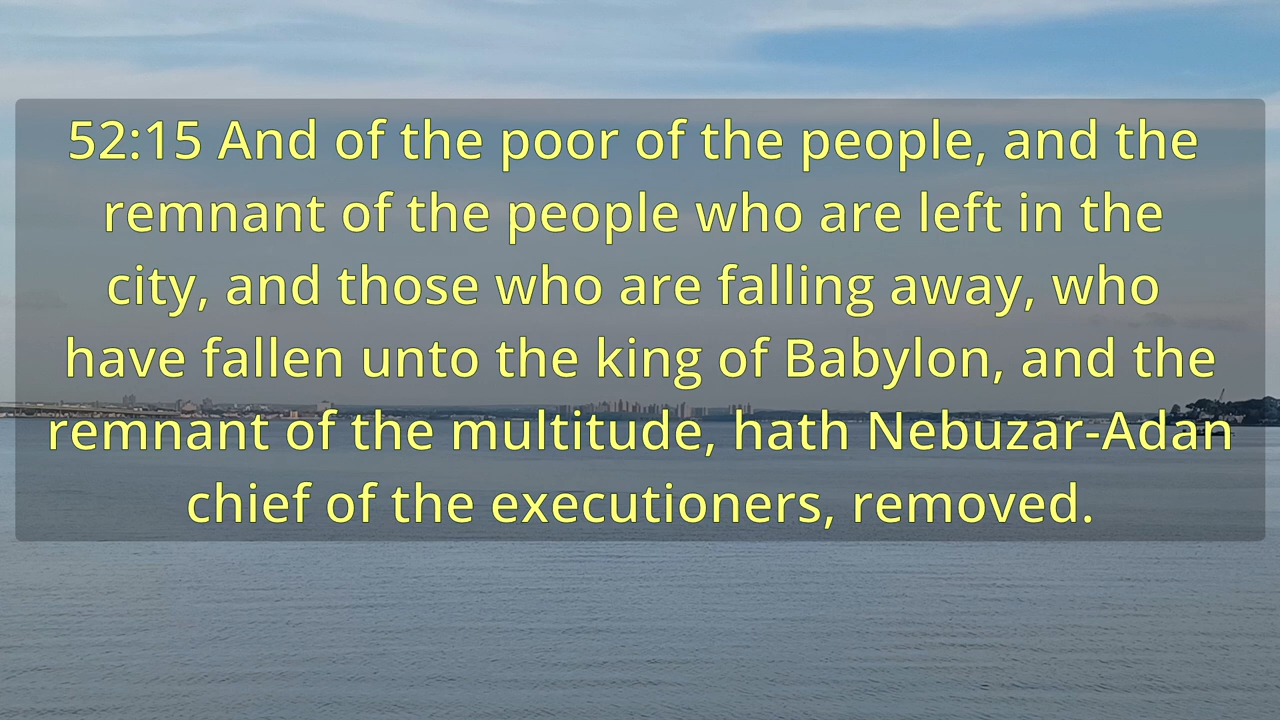 52:15 And of the poor of the people, and the
remnant of the people who are left in the
city, and those who are falling away, who
have fallen unto the king of Babylon, and the
remnant of the multitude, hath Nebuzar-Adan
chief of the executioners, removed.